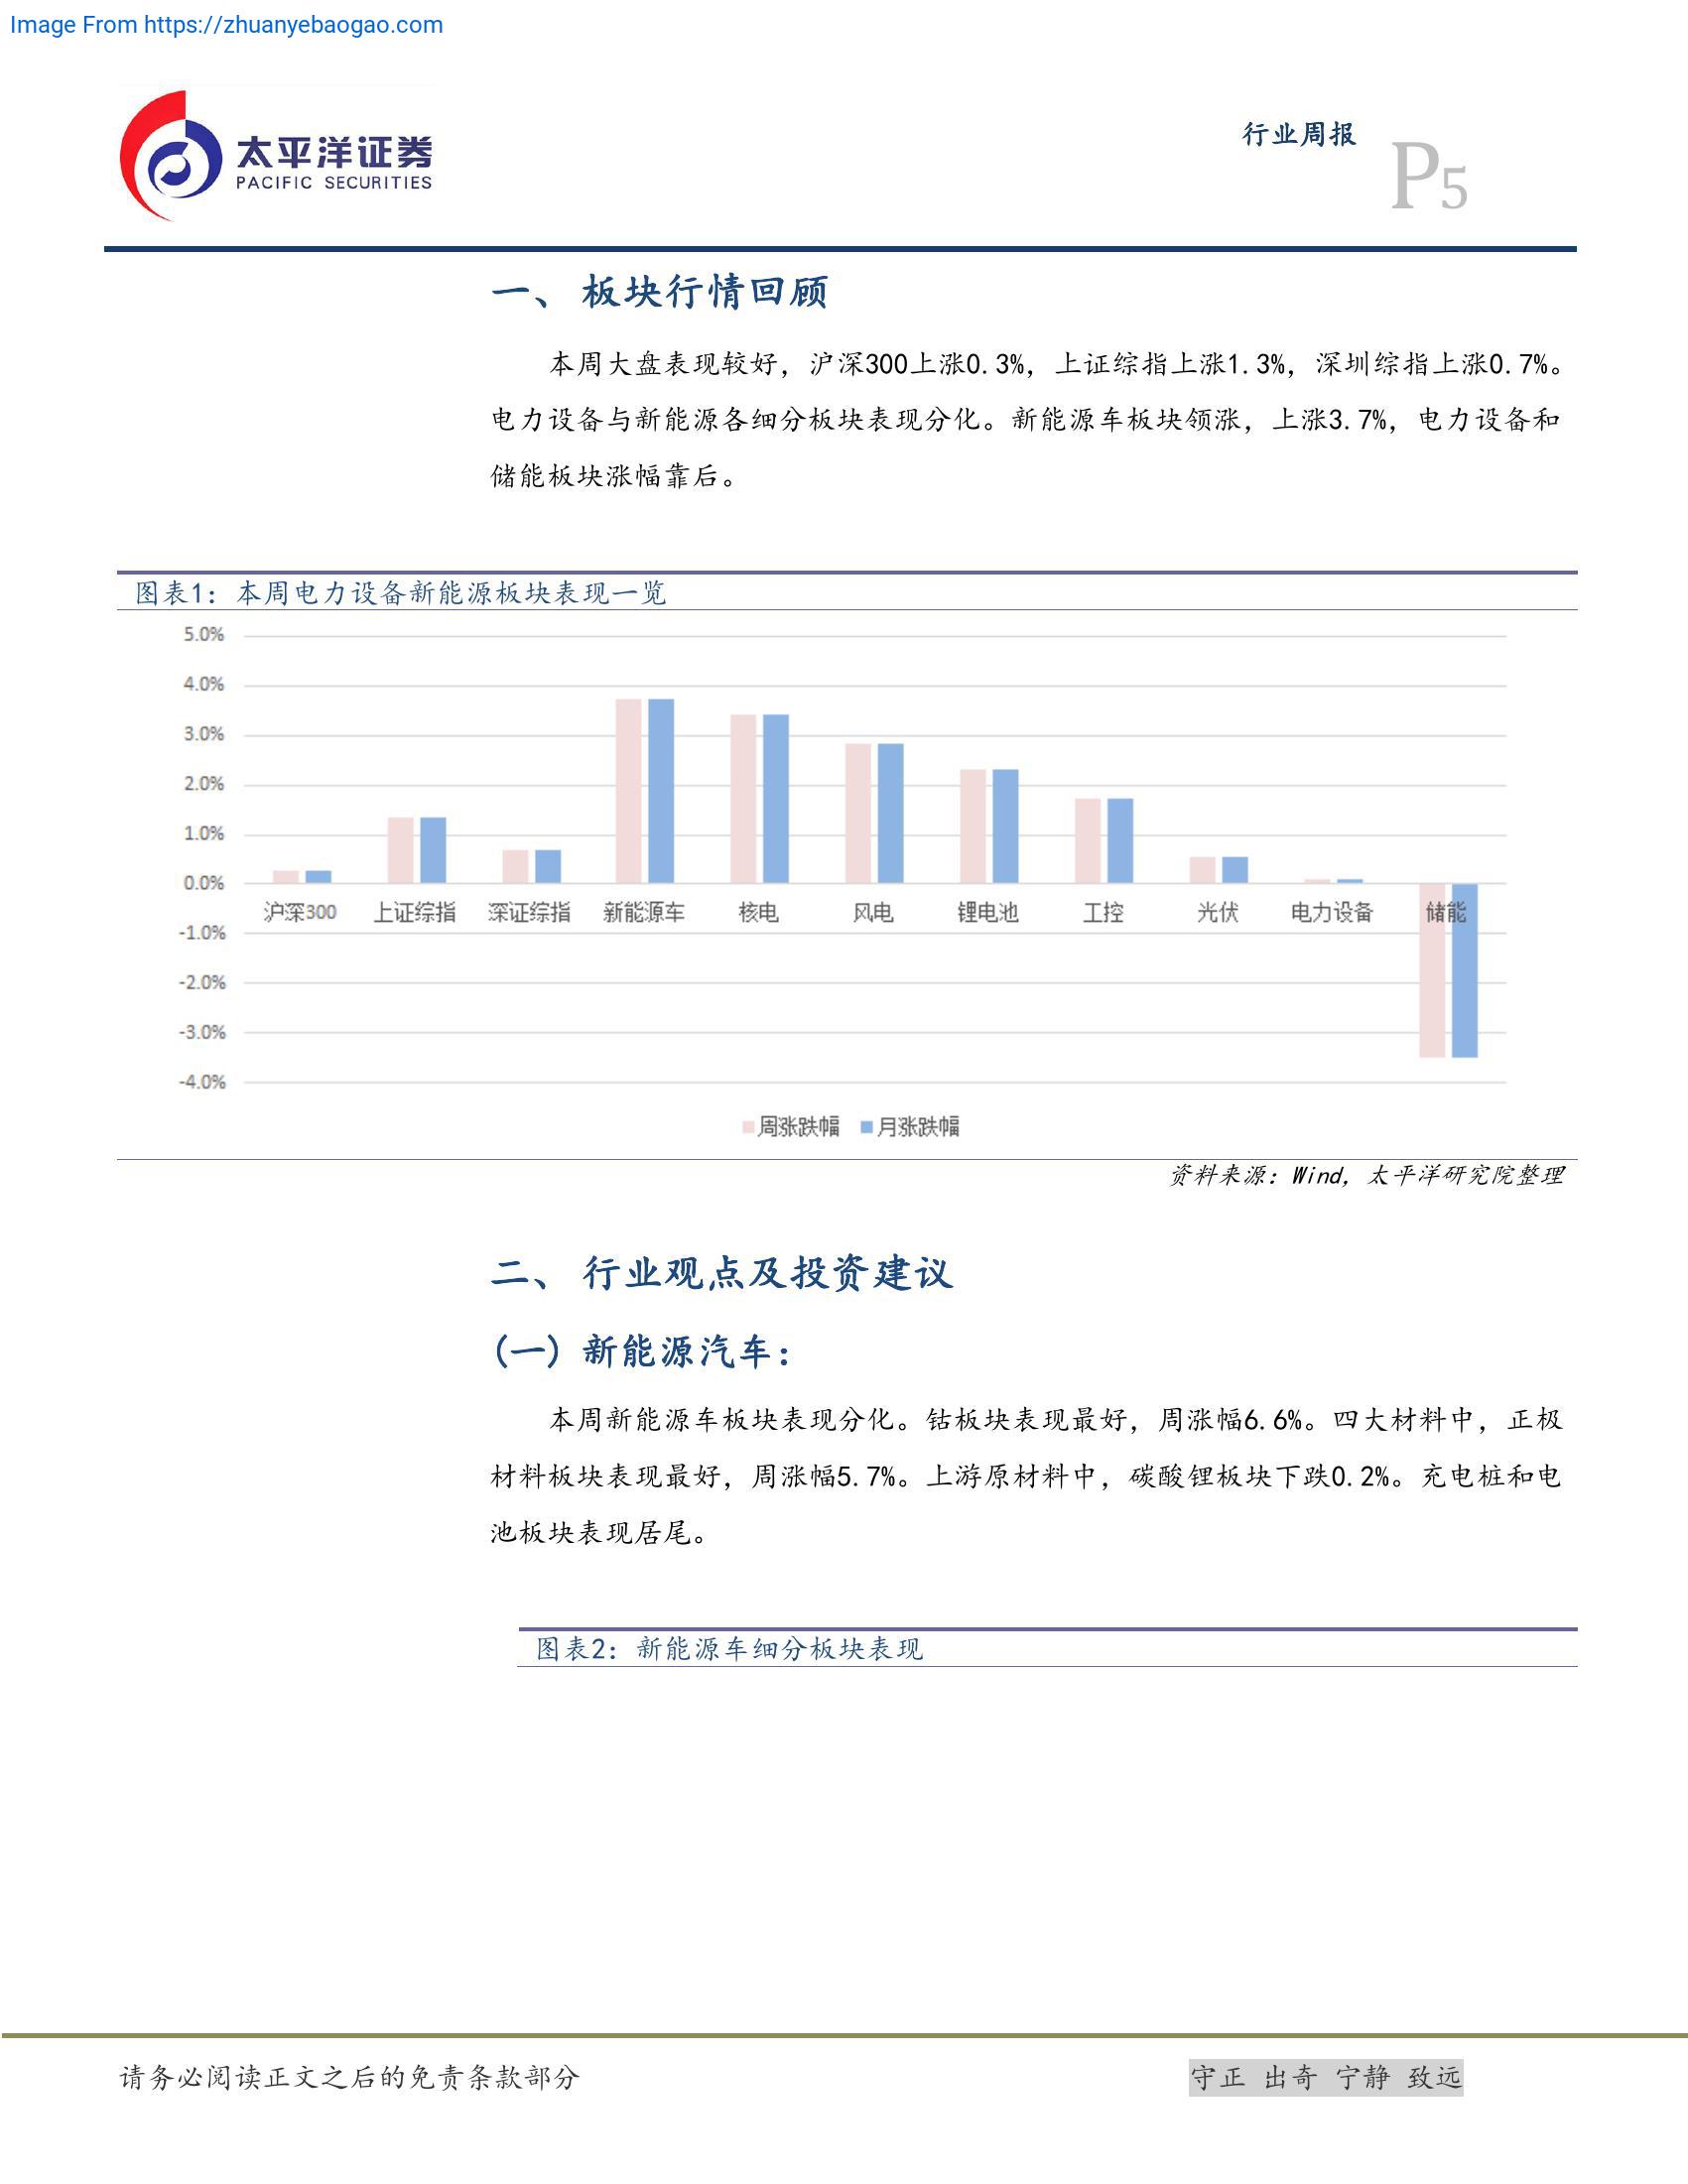 Image From https://zhuanyebaogao.com
太平洋证券
PACIFIC SECURITIES
行业周报
P5
一、 板块行情回顾
本周大盘表现较好，沪深300上涨0.3%，上证综指上涨1.3%，深圳综指上涨0.7%。
电力设备与新能源各细分板块表现分化。新能源车板块领涨，上涨3.7%，电力设备和
储能板块涨幅靠后。
图表1：本周电力设备新能源板块表现一览
5.0%
4.0%
3.0%
2.0%
1.0%
0.0%
沪深300 上证综指 深证综指 新能源车 核电 风电 锂电池 工控 光伏 电力设备 储能
-1.0%
-2.0%
-3.0%
-4.0%
周涨跌幅 月涨跌幅
资料来源：Wind，太平洋研究院整理
二、 行业观点及投资建议
(一) 新能源汽车：
本周新能源车板块表现分化。钴板块表现最好，周涨幅6.6%。四大材料中，正极
材料板块表现最好，周涨幅5.7%。上游原材料中，碳酸锂板块下跌0.2%。充电桩和电
池板块表现居尾。
图表2：新能源车细分板块表现
请务必阅读正文之后的免责条款部分
守正 出奇 宁静 致远